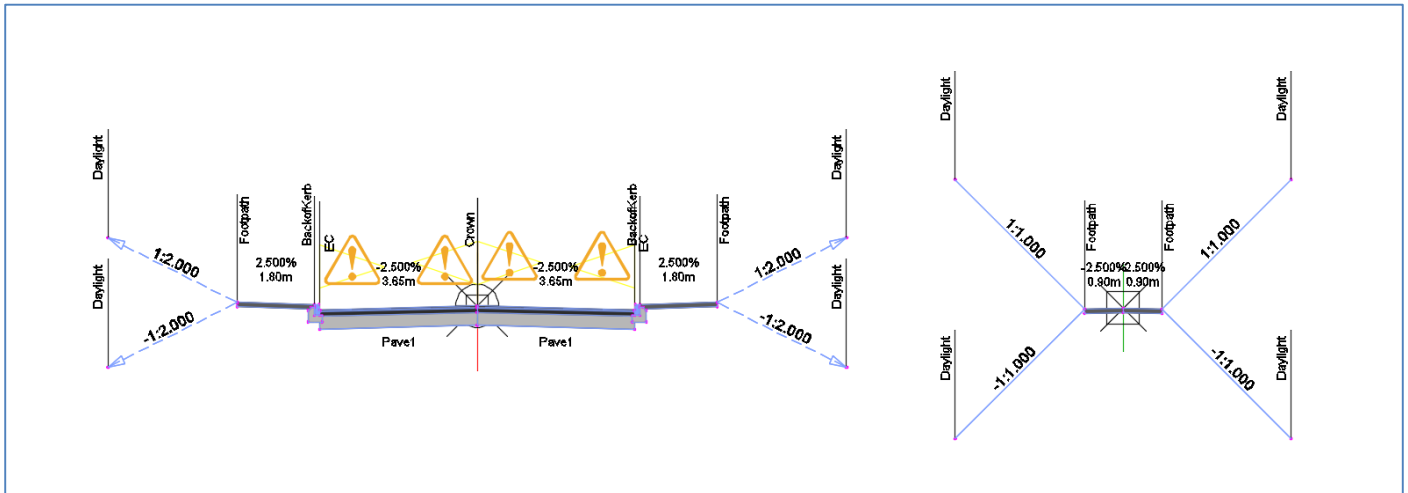 Daylight
Daylight
Footpath
2.500%
1.80m
BackofKerb
EC
-2.500%
3.65m
Crown
-2.500%
3.65m
BackofKerb
EC
2.500%
1.80m
Footpath
Daylight
Daylight
1:2.000
-1:2.000
1:2.000
-1:2.000
Pave1
Pave1
Daylight
Daylight
1:1.000
1:1.000
Footpath
Footpath
-2.500%
0.90m
-2.500%
0.90m
-1:1.000
-1:1.000
Daylight
Daylight